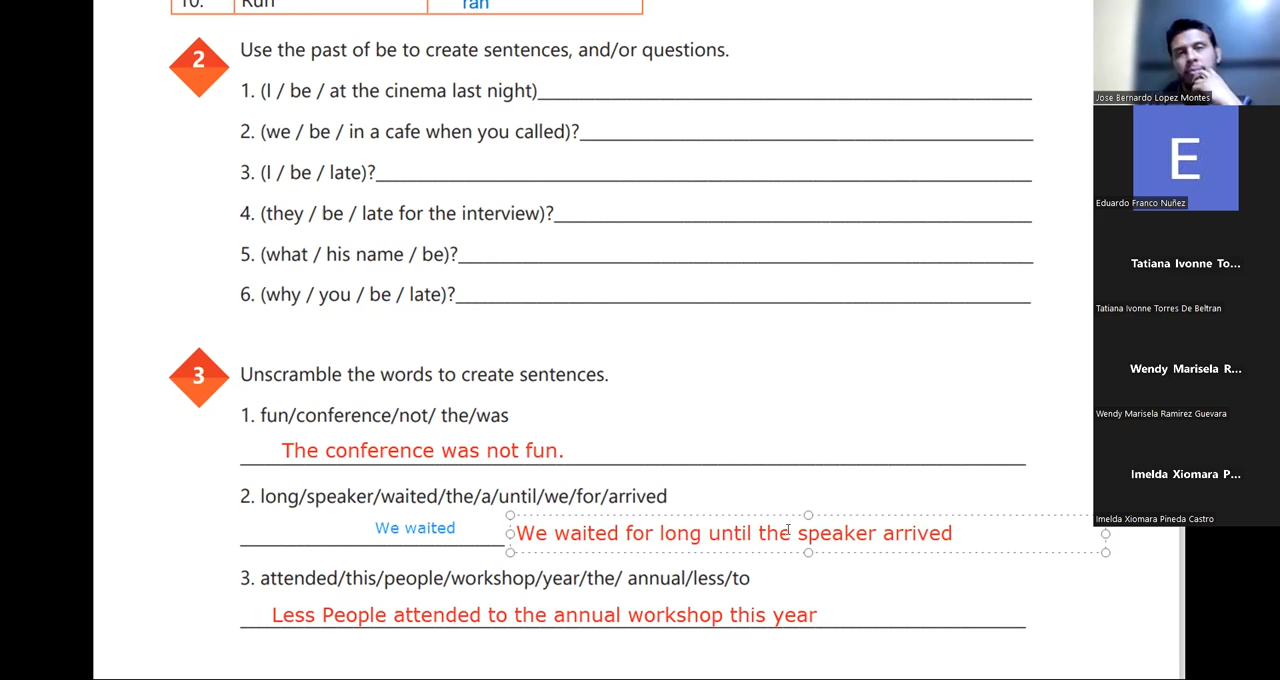 10. Run ran
2 Use the past of be to create sentences, and/or questions.
1. (I / be / at the cinema last night)
2. (we / be / in a cafe when you called)?
3. (I / be / late)?
4. (they / be / late for the interview)?
5. (what / his name / be)?
6. (why / you / be / late)?
3 Unscramble the words to create sentences.
1. fun/conference/not/ the/was
The conference was not fun.
2. long/speaker/waited/the/a/until/we/for/arrived
We waited We waited for long until the speaker arrived
3. attended/this/people/workshop/year/the/ annual/less/to
Less People attended to the annual workshop this year
Jose Bernardo Lopez Montes
E
Eduardo Franco Nuñez
Tatiana Ivonne To...
Tatiana Ivonne Torres De Beltran
Wendy Marisela R...
Wendy Marisela Ramirez Guevara
Imelda Xiomara P...
Imelda Xiomara Pineda Castro